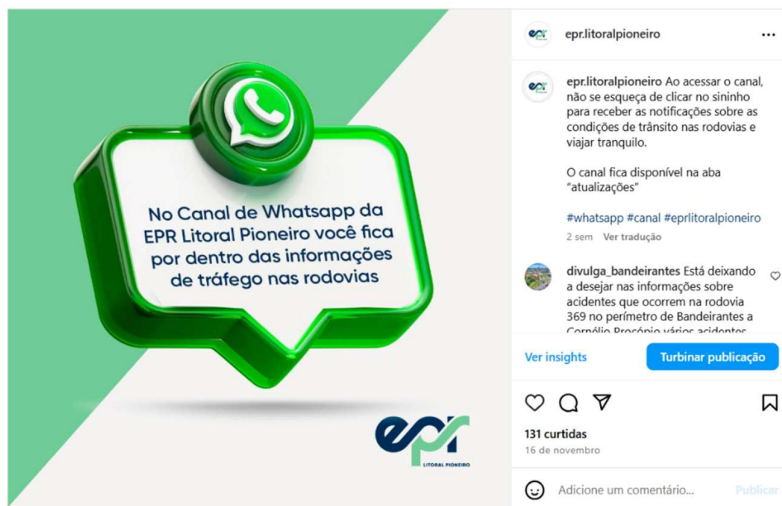 No Canal de Whatsapp da
EPR Litoral Pioneiro você fica
por dentro das informações
de tráfego nas rodovias
epr
LITORAL PIONEIRO
epr.litoralpioneiro
epr.litoralpioneiro Ao acessar o canal,
não se esqueça de clicar no sininho
para receber as notificações sobre as
condições de trânsito nas rodovias e
viajar tranquilo.
O canal fica disponível na aba
"atualizações"
#whatsapp #canal #eprlitoralpioneiro
2 sem Ver tradução
divulga_bandeirantes Está deixando
a desejar nas informações sobre
acidentes que ocorrem na rodovia
369 no perímetro de Bandeirantes a
Cornélio Procópio vários acidentes
Ver insights
Turbinar publicação
131 curtidas
16 de novembro
Adicione um comentário...
Publicar